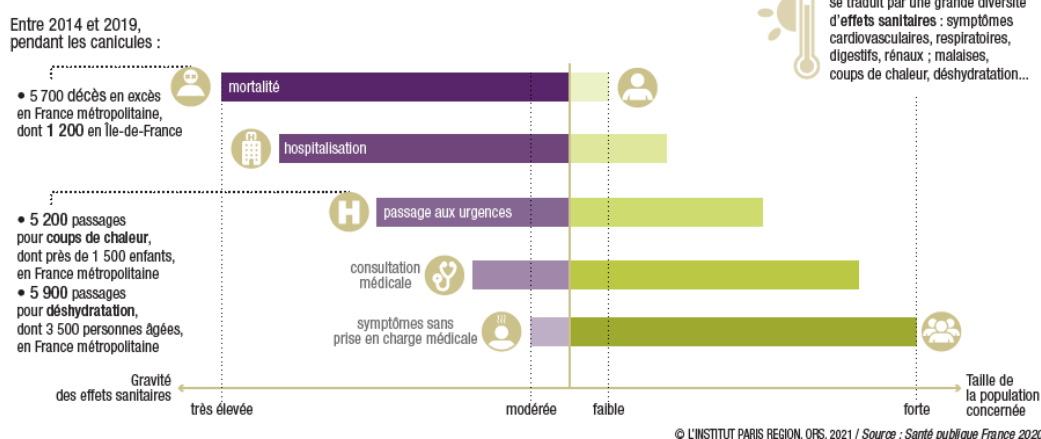 se traduit par une grande diversité
d'effets sanitaires : symptômes
cardiovasculaires, respiratoires,
digestifs, rénaux ; malaises,
coups de chaleur, déshydratation...
Entre 2014 et 2019,
pendant les canicules :
• 5 700 décès en excès
en France métropolitaine,
dont 1 200 en Île-de-France
mortalité
H
hospitalisation
• 5 200 passages
pour coups de chaleur,
dont près de 1 500 enfants,
en France métropolitaine
• 5 900 passages
pour déshydratation,
dont 3 500 personnes âgées,
en France métropolitaine
H
passage aux urgences
consultation
médicale
symptômes sans
prise en charge médicale
Gravité
des effets sanitaires
très élevée
modérée
faible
forte
Taille de
la population
concernée
© L'INSTITUT PARIS REGION, ORS, 2021 / Source : Santé publique France 2020